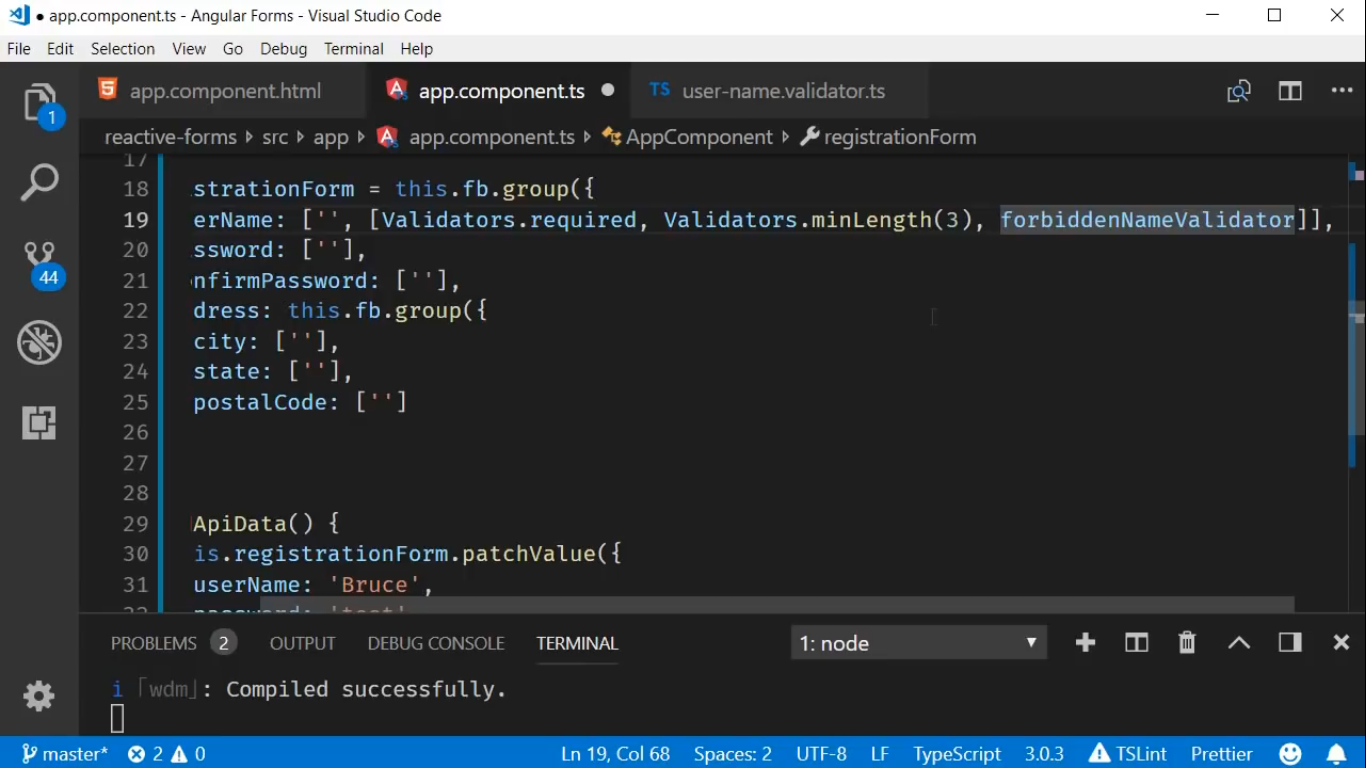 ● app.component.ts - Angular Forms - Visual Studio Code
File Edit Selection View Go Debug Terminal Help
app.component.html app.component.ts ● TS user-name.validator.ts
1
reactive-forms src app app.component.ts AppComponent registrationForm
17
18 strationForm = this.fb.group({
19 erName: ['', [Validators.required, Validators.minLength(3), forbiddenNameValidator]],
20 ssword: [''],
21 nfirmPassword: [''],
22 dress: this.fb.group({
23 city: [''],
24 state: [''],
25 postalCode: ['']
26
27
28
29 ApiData() {
30 is.registrationForm.patchValue({
31 userName: 'Bruce',
32 password: 'test'
44
PROBLEMS 2 OUTPUT DEBUG CONSOLE TERMINAL 1: node
i ｢wdm｣: Compiled successfully.
master* 2 0 Ln 19, Col 68 Spaces: 2 UTF-8 LF TypeScript 3.0.3 TSLint Prettier